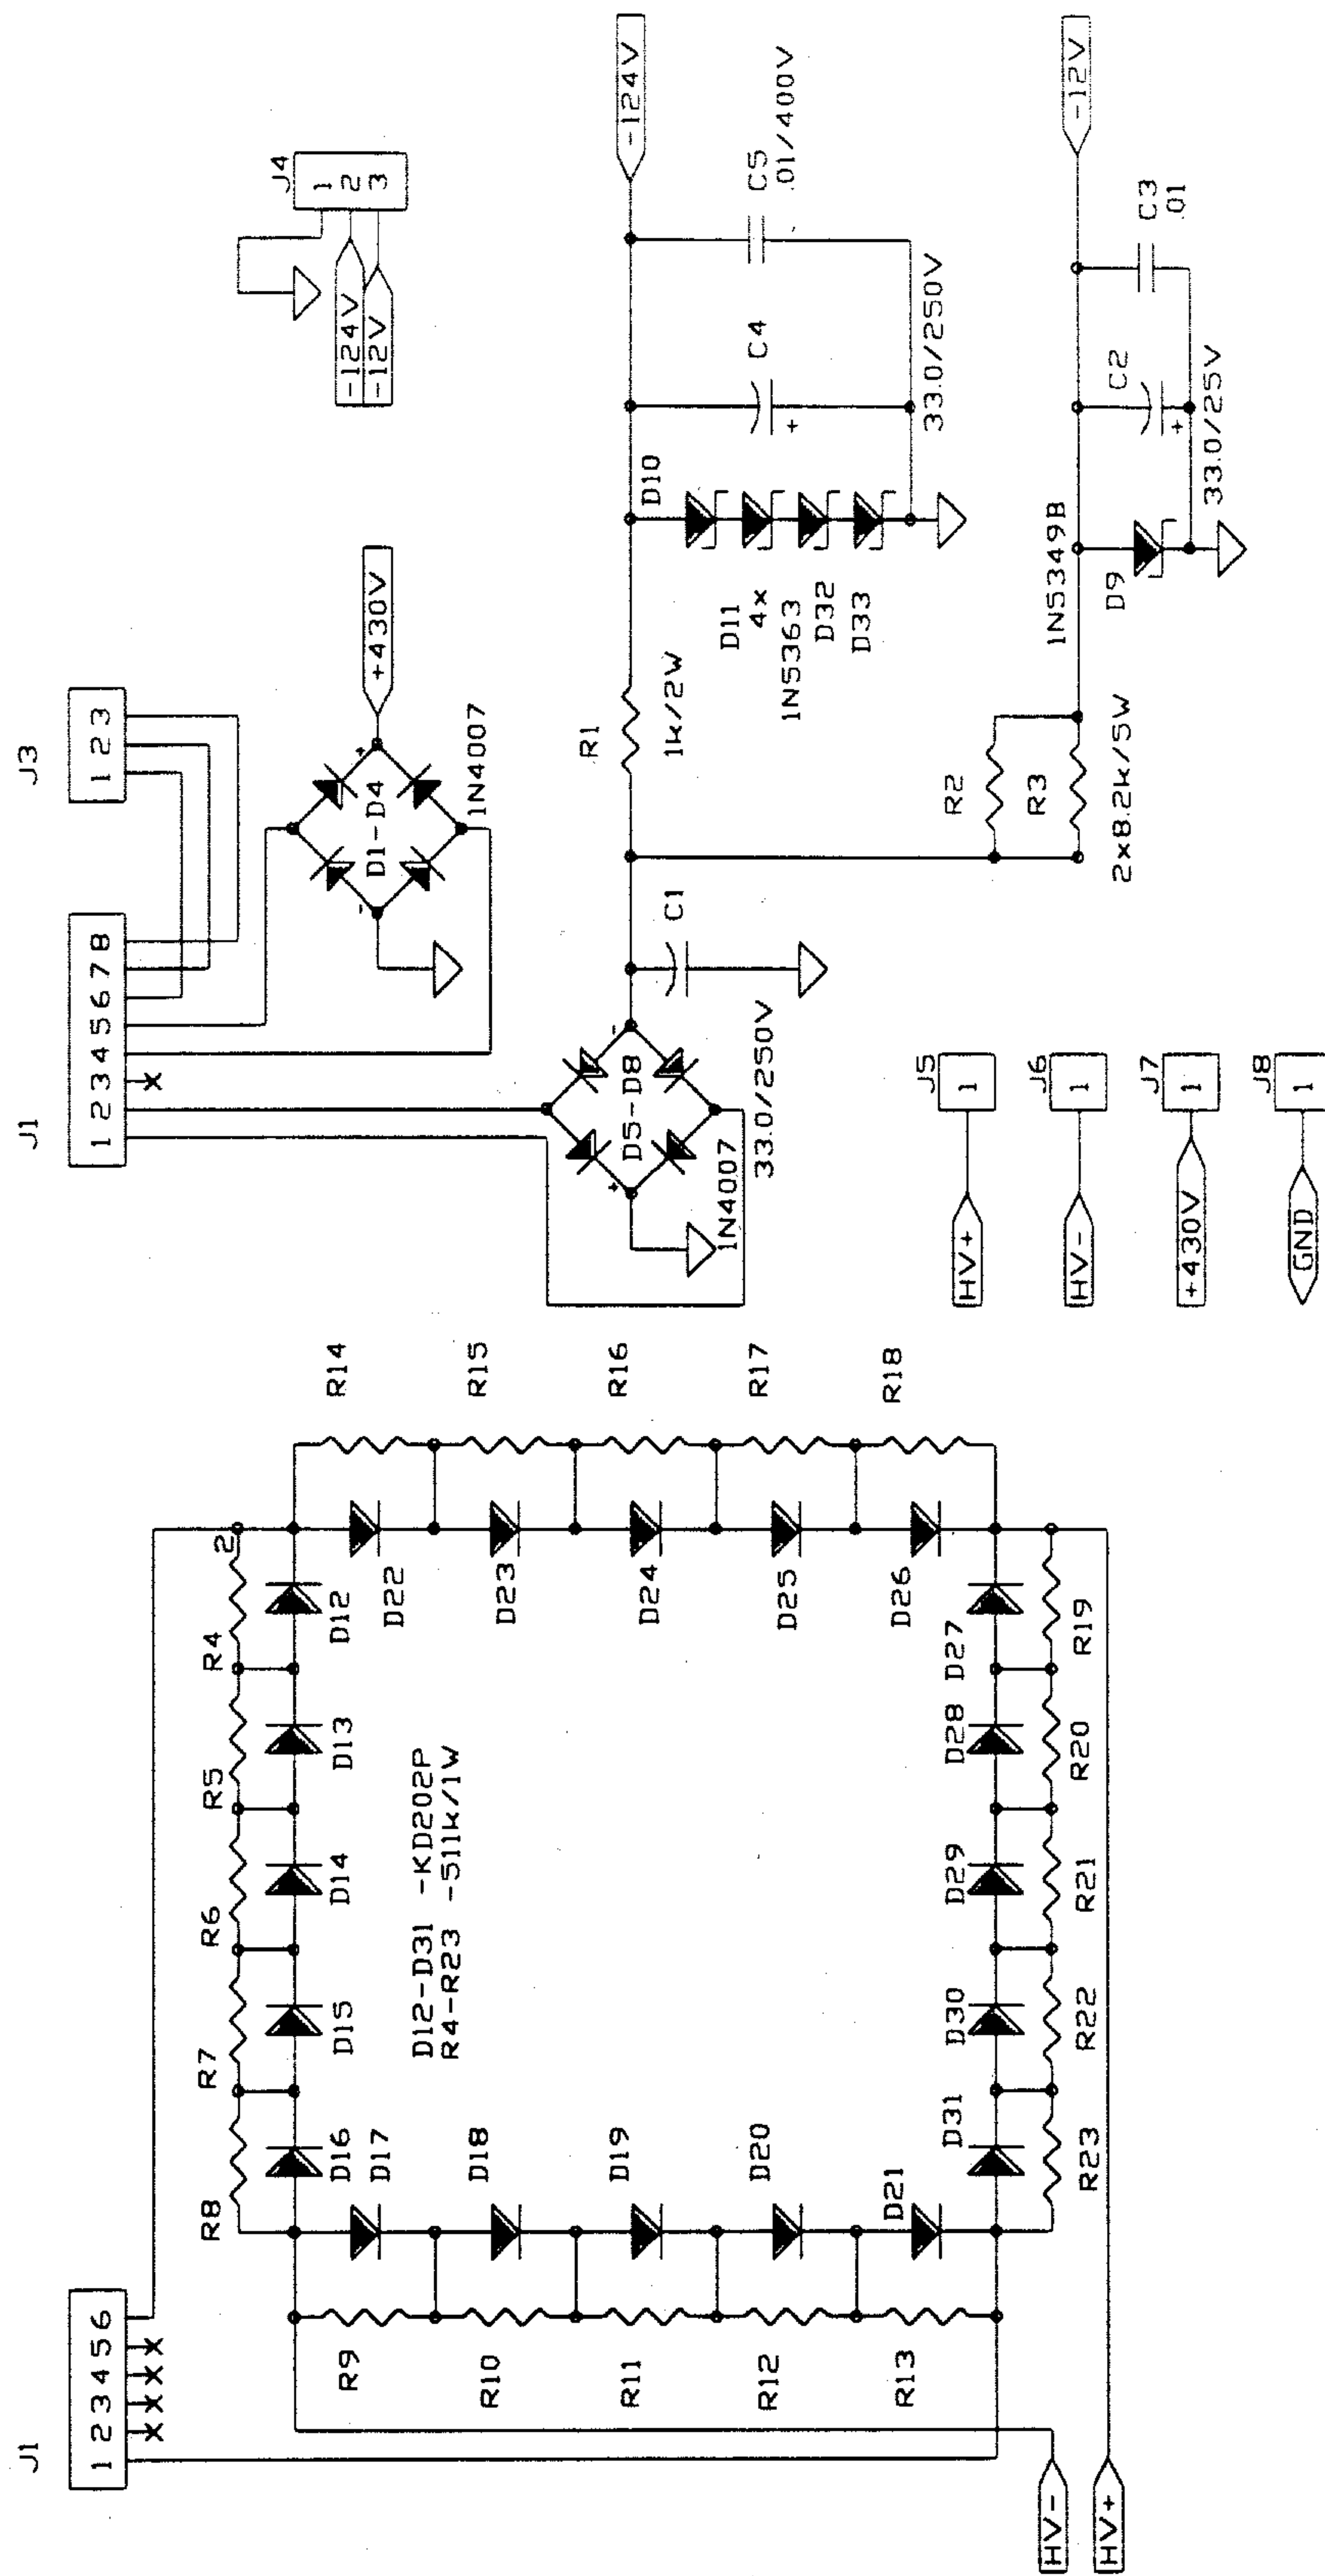 J1
1 2 3 4 5 6
R8
R7
R6
R5
R4
2
D16
D15
D14
D13
D12
D17
D18
D19
D20
D21
R9
R10
R11
R12
R13
D12-D31 -KD202P
R4-R23 -511k/1W
D22
D23
D24
D25
D26
R14
R15
R16
R17
R18
D31
D30
D29
D28
D27
R23
R22
R21
R20
R19
HV-
HV+
J1
1 2 3 4 5 6 7 8
J3
1 2 3
+
-
D1-D4
1N4007
+430V
J4
1
2
3
-124V
-12V
+
-
D5-D8
1N4007
C1
33.0/250V
R1
1k/2W
D10
D11
4x
1N5363
D32
D33
C4
+
33.0/250V
C5
.01/400V
-124V
R2
R3
2x8.2k/5W
1N5349B
D9
C2
+
33.0/25V
C3
.01
-12V
HV+
J5
1
HV-
J6
1
+430V
J7
1
GND
J8
1